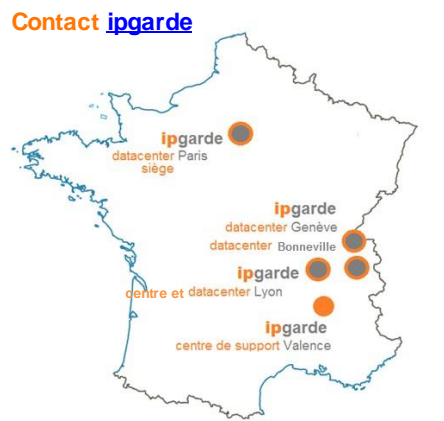 Contact ipgarde
ipgarde
datacenter Paris
siège
ipgarde
datacenter Genève
datacenter Bonneville
ipgarde
centre et datacenter Lyon
ipgarde
centre de support Valence